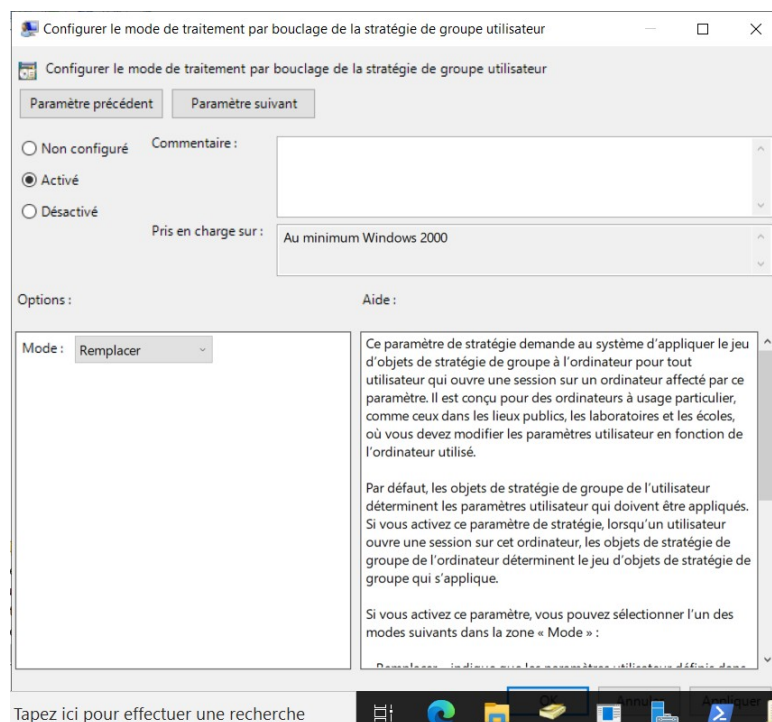 Configurer le mode de traitement par bouclage de la stratégie de groupe utilisateur
Configurer le mode de traitement par bouclage de la stratégie de groupe utilisateur
Paramètre précédent
Paramètre suivant
Non configuré
Commentaire :
Activé
Désactivé
Pris en charge sur :
Au minimum Windows 2000
Options :
Aide :
Mode :
Remplacer
Ce paramètre de stratégie demande au système d'appliquer le jeu
d'objets de stratégie de groupe à l'ordinateur pour tout
utilisateur qui ouvre une session sur un ordinateur affecté par ce
paramètre. Il est conçu pour des ordinateurs à usage particulier,
comme ceux dans les lieux publics, les laboratoires et les écoles,
où vous devez modifier les paramètres utilisateur en fonction de
l'ordinateur utilisé.
Par défaut, les objets de stratégie de groupe de l'utilisateur
déterminent les paramètres utilisateur qui doivent être appliqués.
Si vous activez ce paramètre de stratégie, lorsqu'un utilisateur
ouvre une session sur cet ordinateur, les objets de stratégie de
groupe de l'ordinateur déterminent le jeu d'objets de stratégie de
groupe qui s'applique.
Si vous activez ce paramètre, vous pouvez sélectionner l'un des
modes suivants dans la zone « Mode » :
OK
Annuler
Appliquer
Tapez ici pour effectuer une recherche